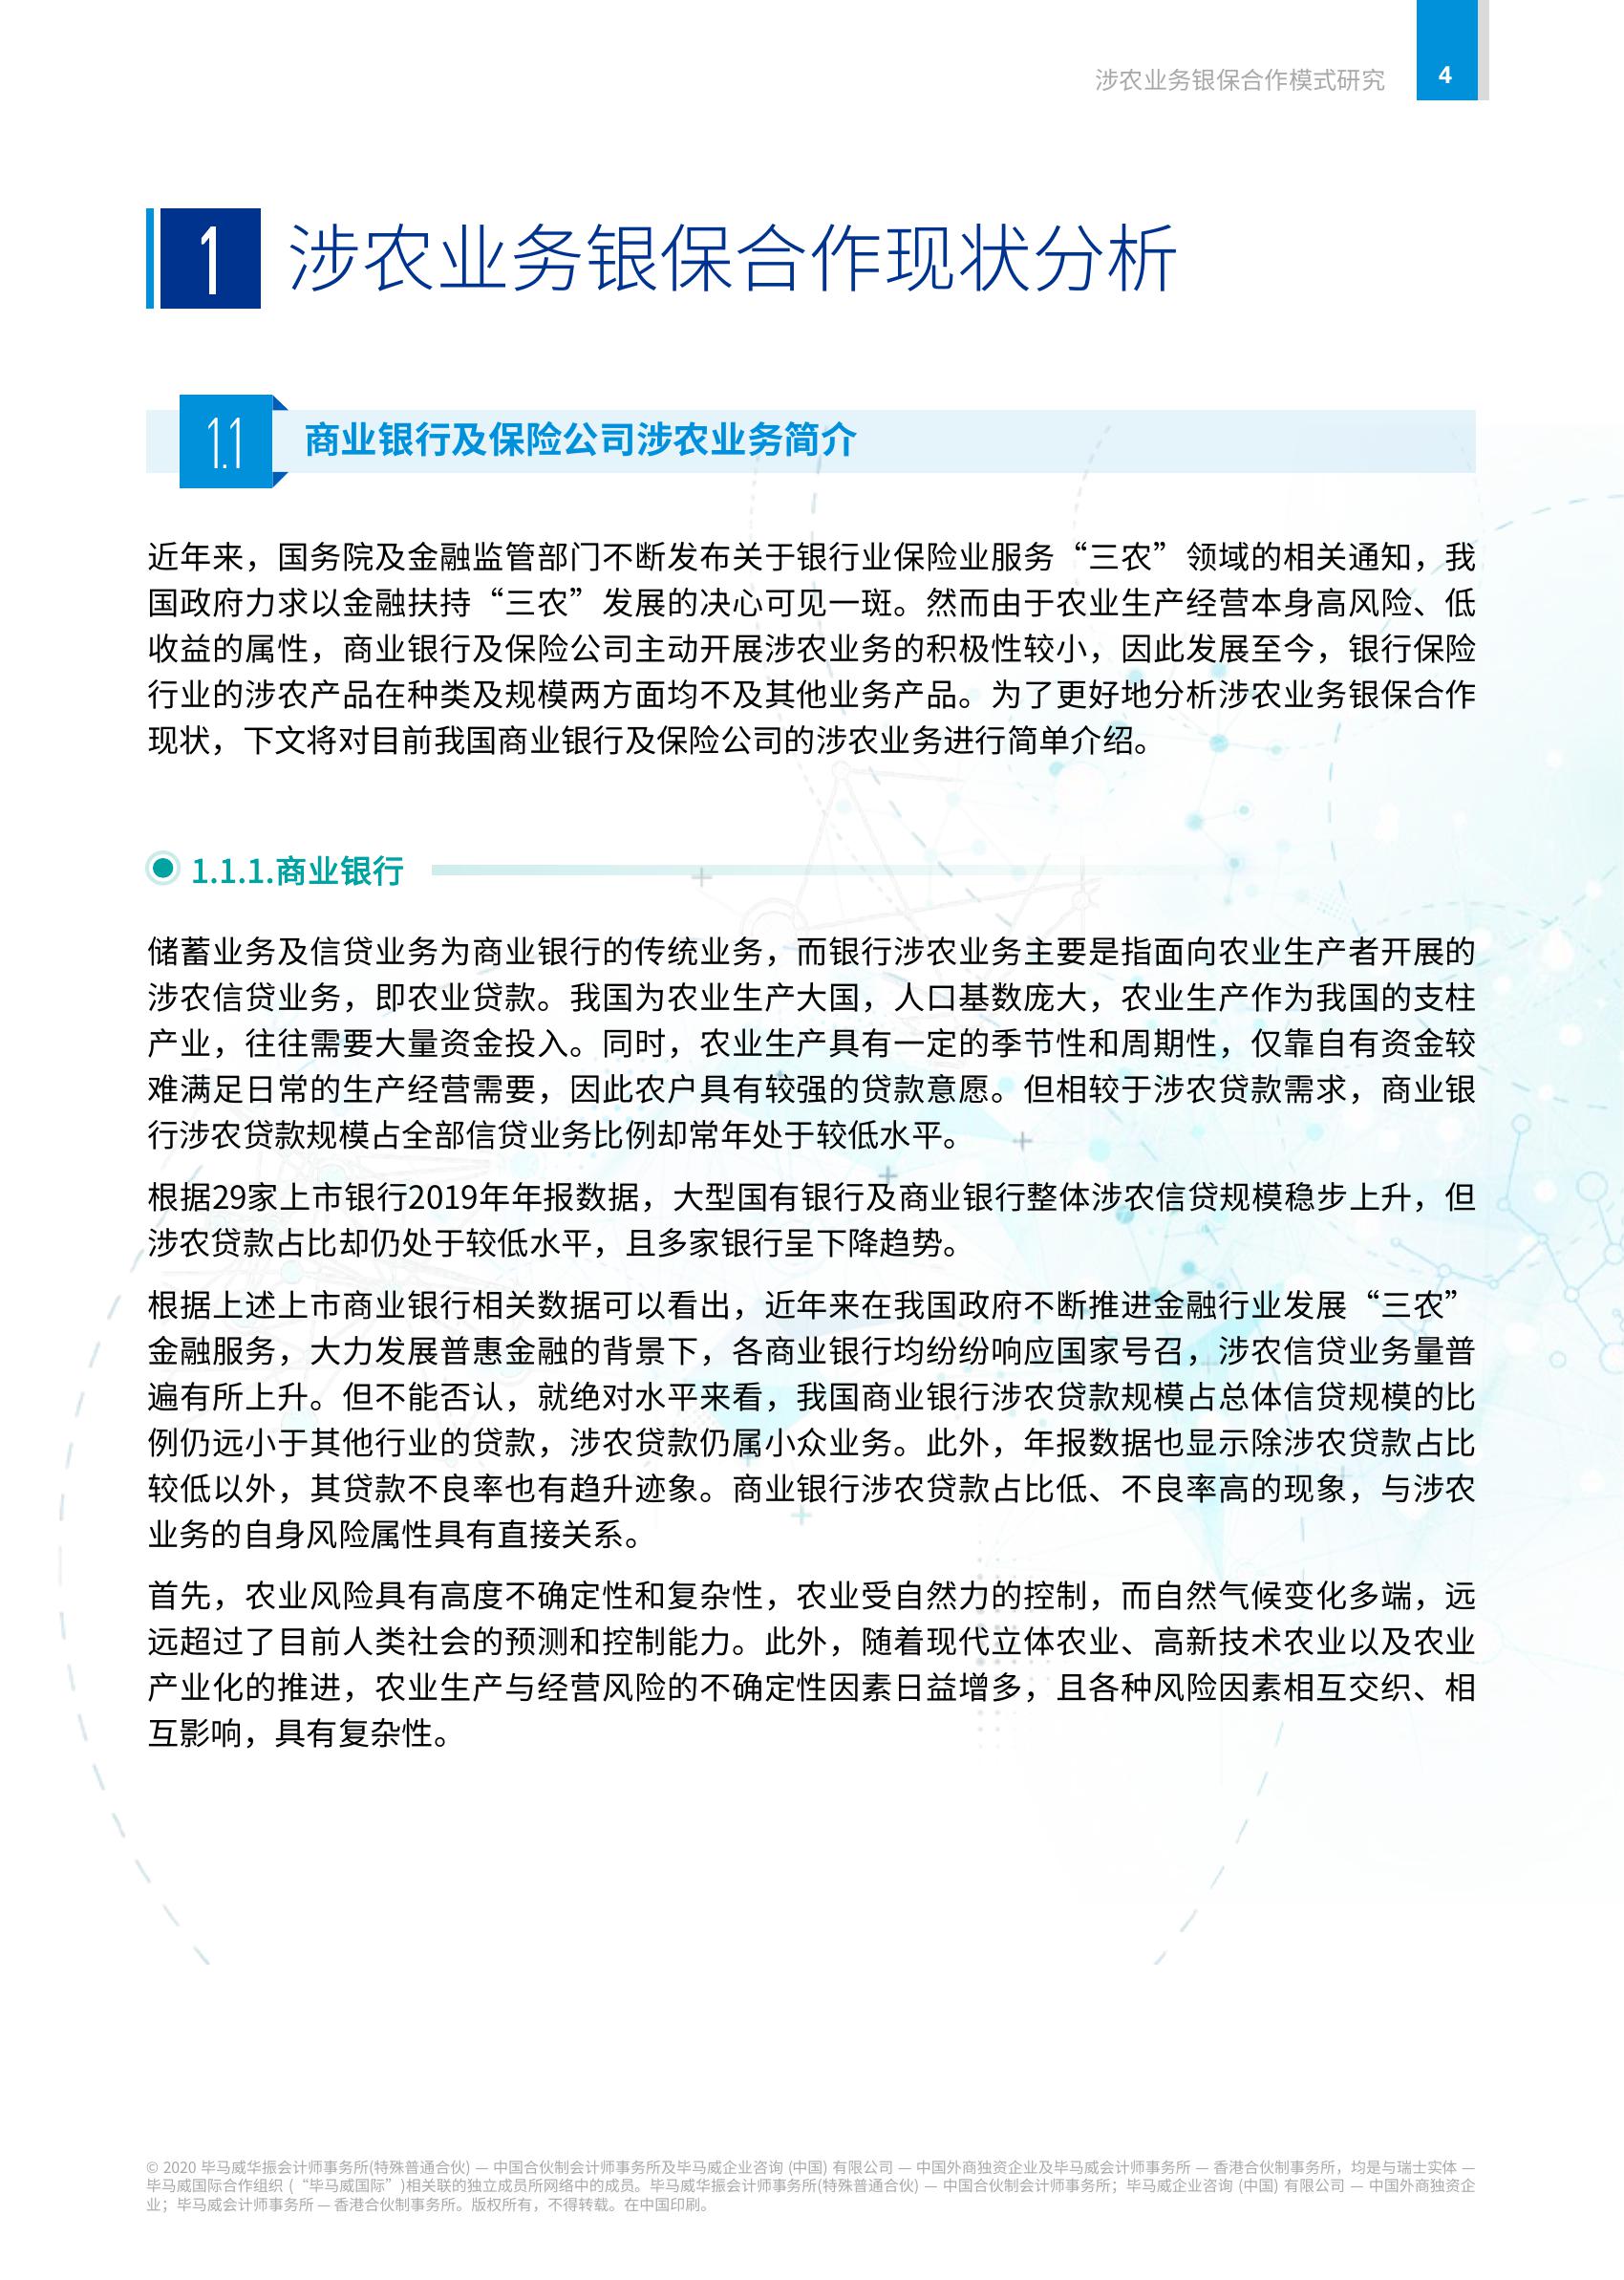 涉农业务银保合作模式研究
4
1
涉农业务银保合作现状分析
1.1
商业银行及保险公司涉农业务简介
近年来，国务院及金融监管部门不断发布关于银行业保险业服务“三农”领域的相关通知，我
国政府力求以金融扶持“三农”发展的决心可见一斑。然而由于农业生产经营本身高风险、低
收益的属性，商业银行及保险公司主动开展涉农业务的积极性较小，因此发展至今，银行保险
行业的涉农产品在种类及规模两方面均不及其他业务产品。为了更好地分析涉农业务银保合作
现状，下文将对目前我国商业银行及保险公司的涉农业务进行简单介绍。
1.1.1.商业银行
储蓄业务及信贷业务为商业银行的传统业务，而银行涉农业务主要是指面向农业生产者开展的
涉农信贷业务，即农业贷款。我国为农业生产大国，人口基数庞大，农业生产作为我国的支柱
产业，往往需要大量资金投入。同时，农业生产具有一定的季节性和周期性，仅靠自有资金较
难满足日常的生产经营需要，因此农户具有较强的贷款意愿。但相较于涉农贷款需求，商业银
行涉农贷款规模占全部信贷业务比例却常年处于较低水平。
根据29家上市银行2019年年报数据，大型国有银行及商业银行整体涉农信贷规模稳步上升，但
涉农贷款占比却仍处于较低水平，且多家银行呈下降趋势。
根据上述上市商业银行相关数据可以看出，近年来在我国政府不断推进金融行业发展“三农”
金融服务，大力发展普惠金融的背景下，各商业银行均纷纷响应国家号召，涉农信贷业务量普
遍有所上升。但不能否认，就绝对水平来看，我国商业银行涉农贷款规模占总体信贷规模的比
例仍远小于其他行业的贷款，涉农贷款仍属小众业务。此外，年报数据也显示除涉农贷款占比
较低以外，其贷款不良率也有趋升迹象。商业银行涉农贷款占比低、不良率高的现象，与涉农
业务的自身风险属性具有直接关系。
首先，农业风险具有高度不确定性和复杂性，农业受自然力的控制，而自然气候变化多端，远
远超过了目前人类社会的预测和控制能力。此外，随着现代立体农业、高新技术农业以及农业
产业化的推进，农业生产与经营风险的不确定性因素日益增多，且各种风险因素相互交织、相
互影响，具有复杂性。
© 2020 毕马威华振会计师事务所(特殊普通合伙) — 中国合伙制会计师事务所及毕马威企业咨询 (中国) 有限公司 — 中国外商独资企业及毕马威会计师事务所 — 香港合伙制事务所，均是与瑞士实体 —
毕马威国际合作组织 (“毕马威国际”)相关联的独立成员所网络中的成员。毕马威华振会计师事务所(特殊普通合伙) — 中国合伙制会计师事务所；毕马威企业咨询 (中国) 有限公司 — 中国外商独资企
业；毕马威会计师事务所 — 香港合伙制事务所。版权所有，不得转载。在中国印刷。